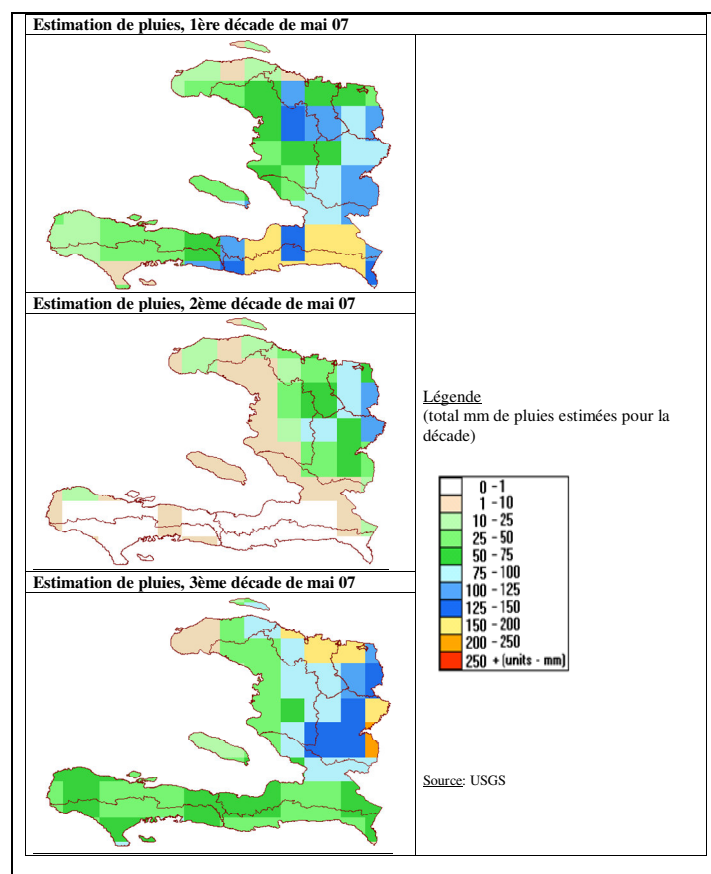 Estimation de pluies, 1ère décade de mai 07
Estimation de pluies, 2ème décade de mai 07
Estimation de pluies, 3ème décade de mai 07
Légende
(total mm de pluies estimées pour la
décade)
0 - 1
1 - 10
10 - 25
25 - 50
50 - 75
75 - 100
100 - 125
125 - 150
150 - 200
200 - 250
250 + (units - mm)
Source: USGS